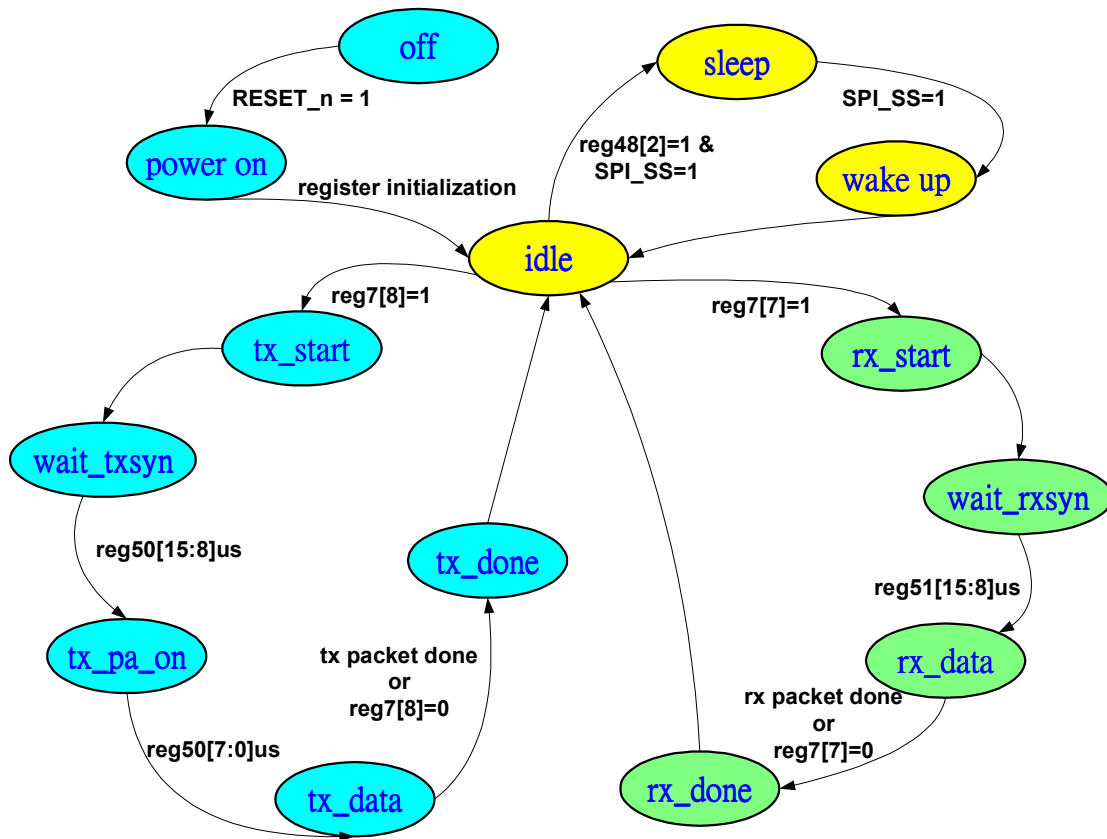 off
sleep
RESET_n = 1
SPI_SS=1
power on
reg48[2]=1 &
SPI_SS=1
wake up
register initialization
idle
reg7[8]=1
reg7[7]=1
tx_start
rx_start
wait_txsyn
wait_rxsyn
reg50[15:8]us
tx_done
reg51[15:8]us
tx_pa_on
tx packet done
or
reg7[8]=0
rx_data
rx packet done
or
reg7[7]=0
reg50[7:0]us
tx_data
rx_done